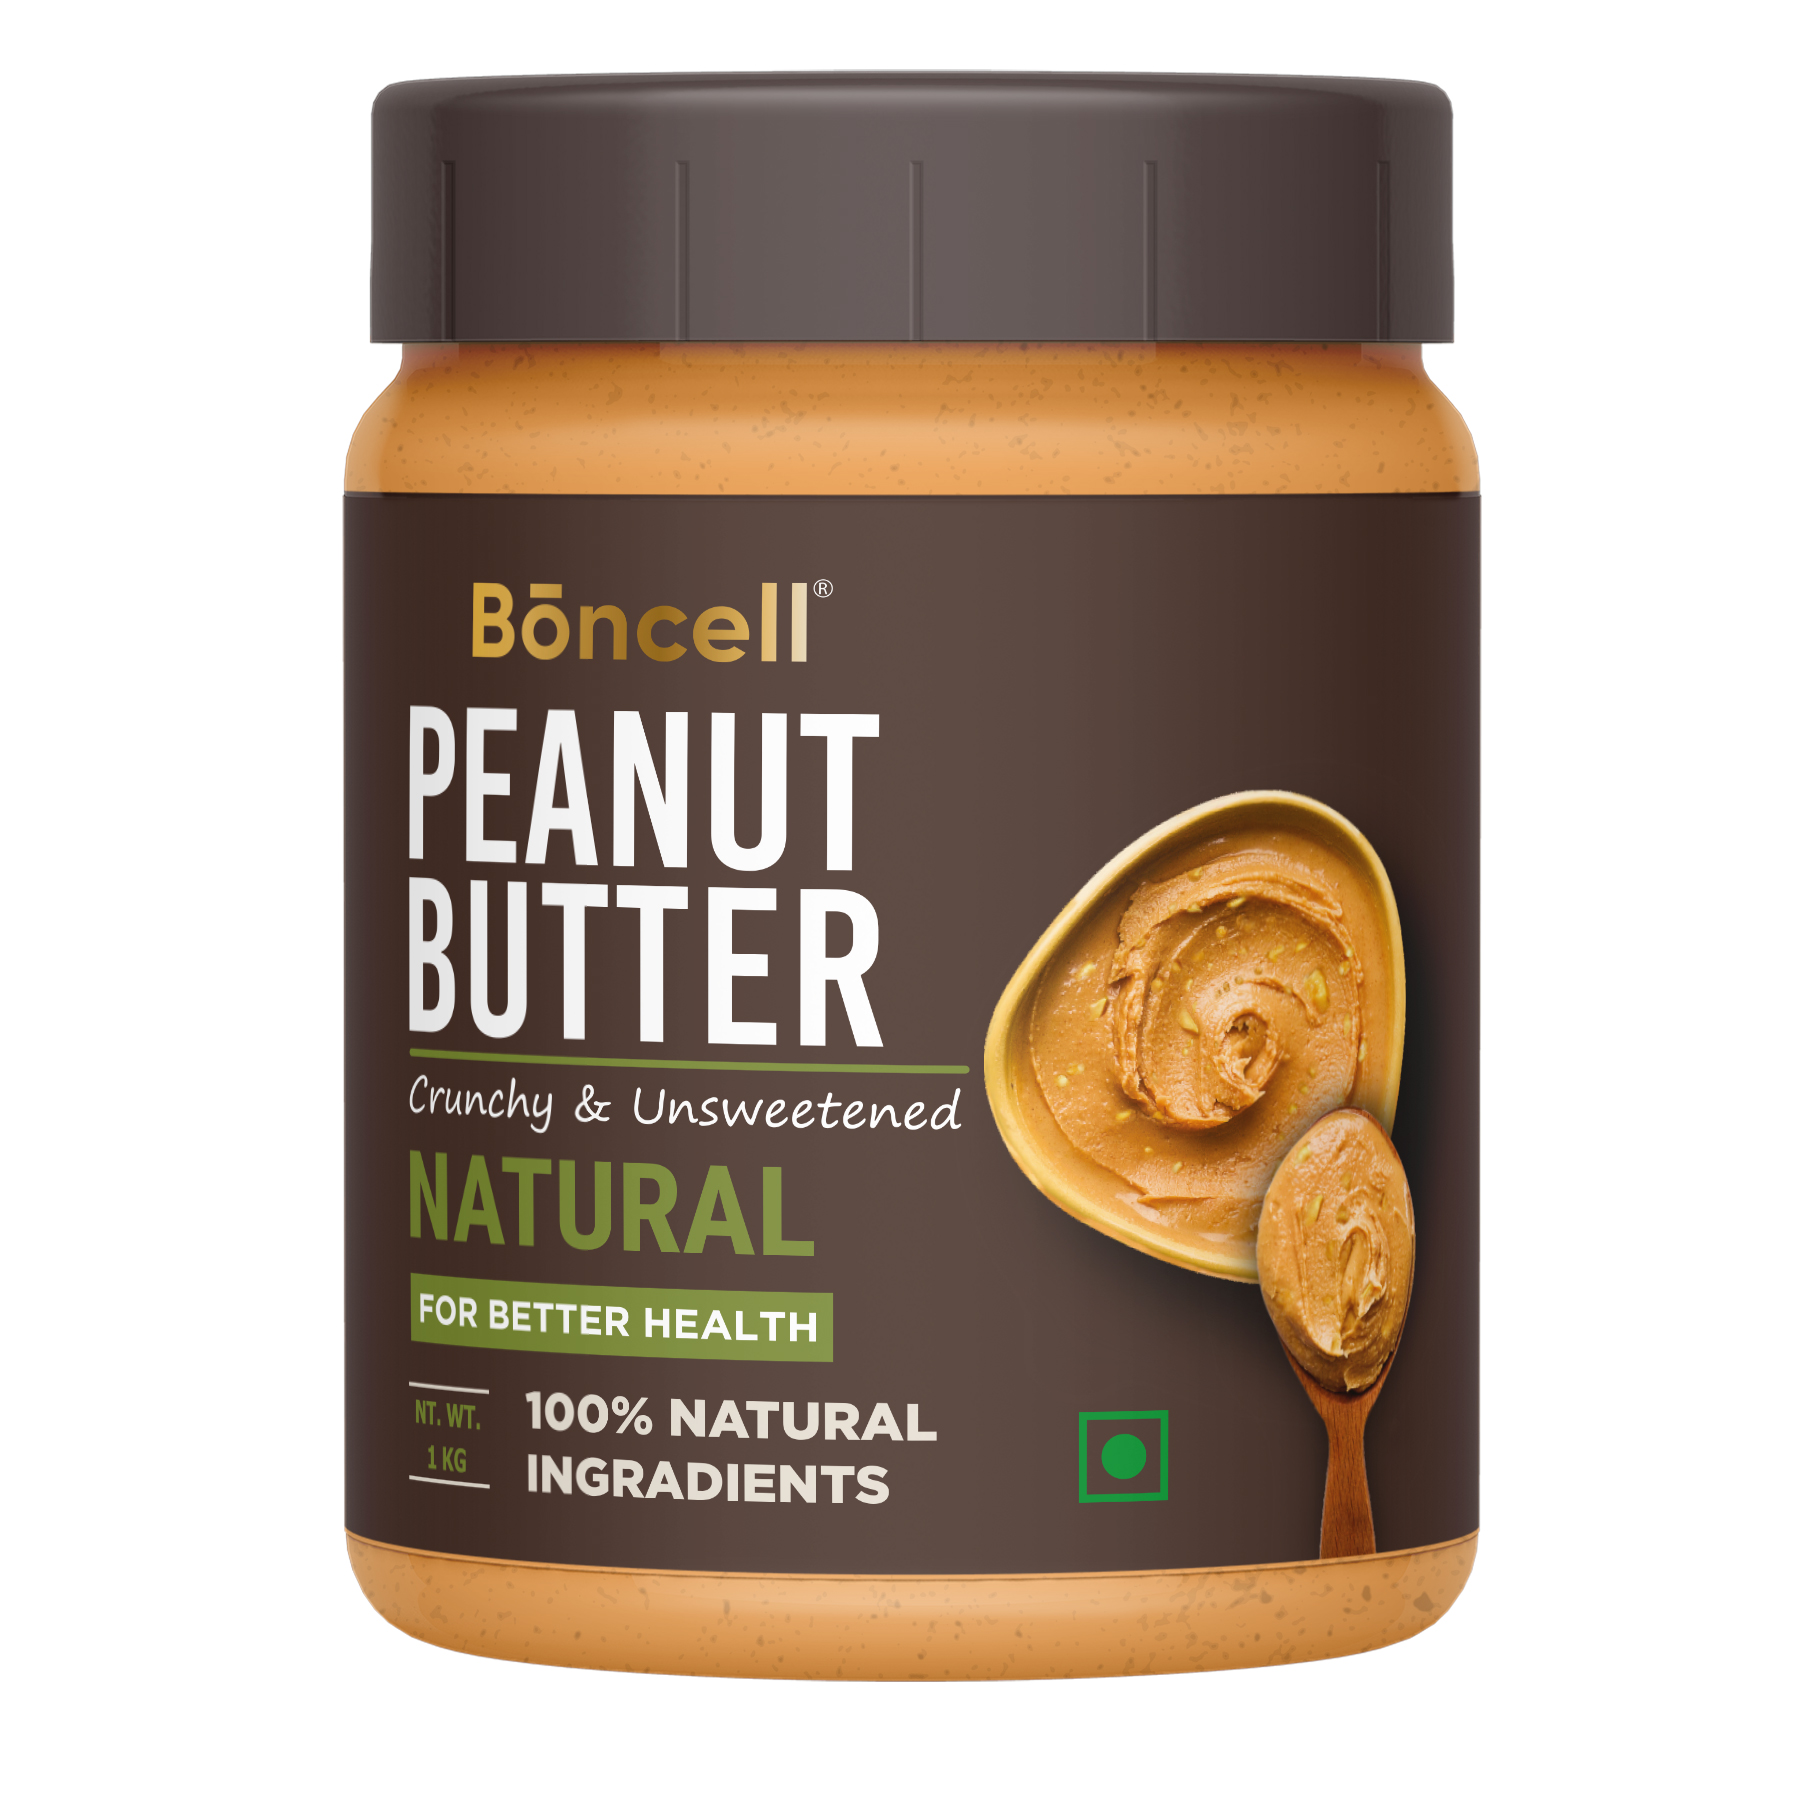 Bōncell®
PEANUT
BUTTER
Crunchy & Unsweetened
NATURAL
FOR BETTER HEALTH
NT. WT.
1 KG
100% NATURAL
INGRADIENTS